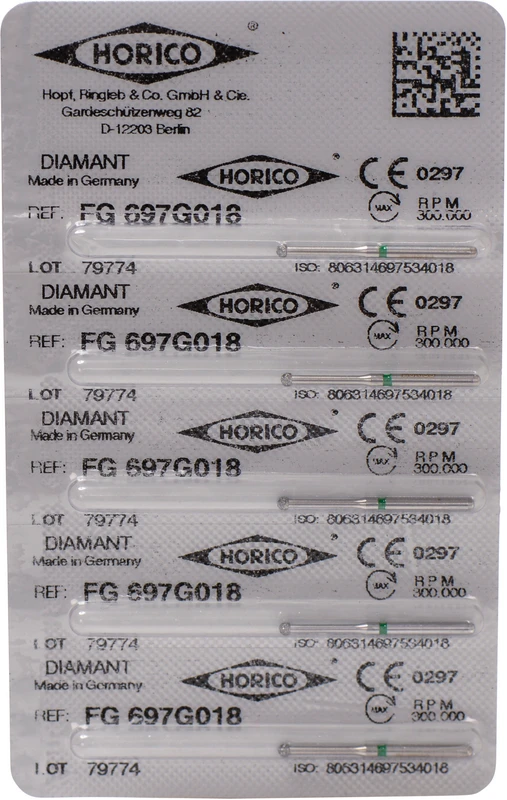 HORICO ®
Hopf, Ringleb & Co. GmbH & Cie.
Gardeschützenweg 82
D-12203 Berlin
DIAMANT HORICO ® CE 0297
Made in Germany
REF: FG 697G018 MAX RPM 300.000
LOT 79774 ISO: 806314697534018
DIAMANT HORICO ® CE 0297
Made in Germany
REF: FG 697G018 MAX RPM 300.000
LOT 79774 ISO: 806314697534018
DIAMANT HORICO ® CE 0297
Made in Germany
REF: FG 697G018 MAX RPM 300.000
LOT 79774 ISO: 806314697534018
DIAMANT HORICO ® CE 0297
Made in Germany
REF: FG 697G018 MAX RPM 300.000
LOT 79774 ISO: 806314697534018
DIAMANT HORICO ® CE 0297
Made in Germany
REF: FG 697G018 MAX RPM 300.000
LOT 79774 ISO: 806314697534018